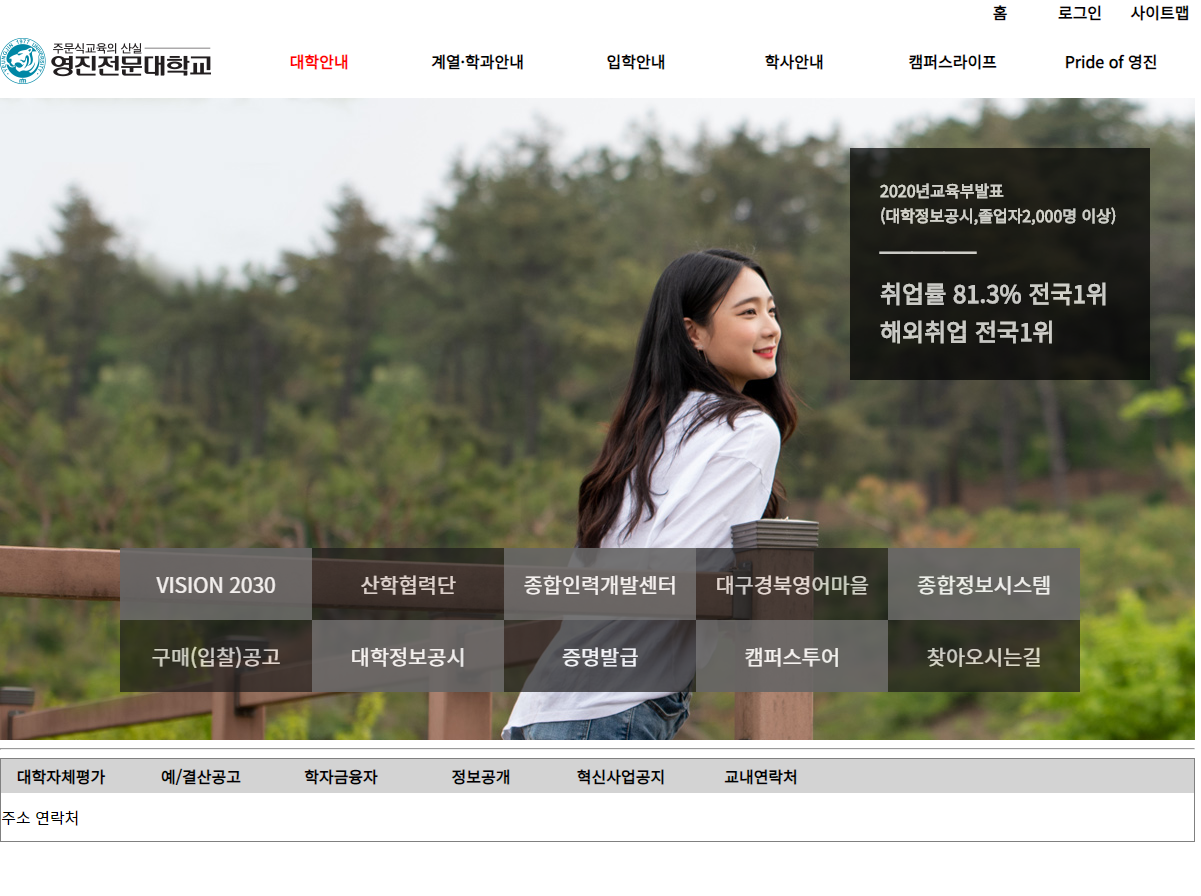 홈 로그인 사이트맵
주문식교육의 산실
영진전문대학교
대학안내 계열·학과안내 입학안내 학사안내 캠퍼스라이프 Pride of 영진
2020년교육부발표
(대학정보공시,졸업자2,000명 이상)
취업률 81.3% 전국1위
해외취업 전국1위
VISION 2030 산학협력단 종합인력개발센터 대구경북영어마을 종합정보시스템
구매(입찰)공고 대학정보공시 증명발급 캠퍼스투어 찾아오시는길
대학자체평가 예/결산공고 학자금융자 정보공개 혁신사업공지 교내연락처
주소 연락처